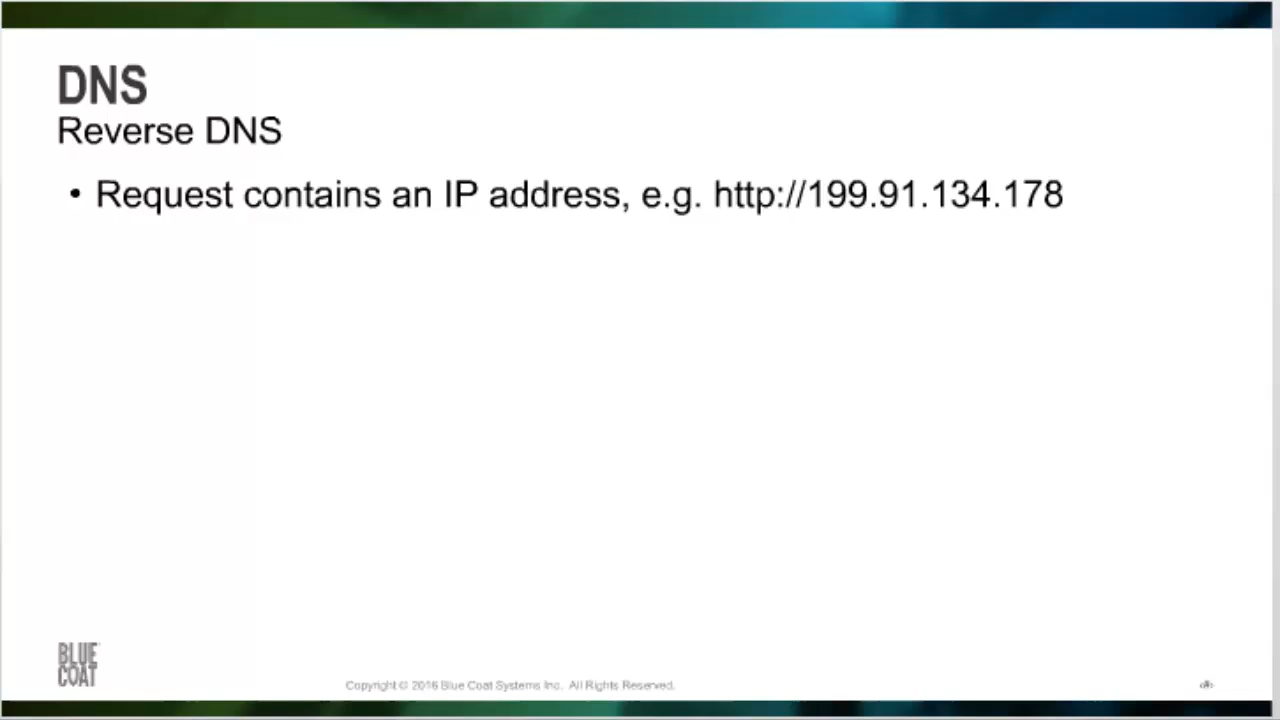 DNS
Reverse DNS
• Request contains an IP address, e.g. http://199.91.134.178
BLUE
COAT
Copyright © 2016 Blue Coat Systems Inc. All Rights Reserved.
‹#›